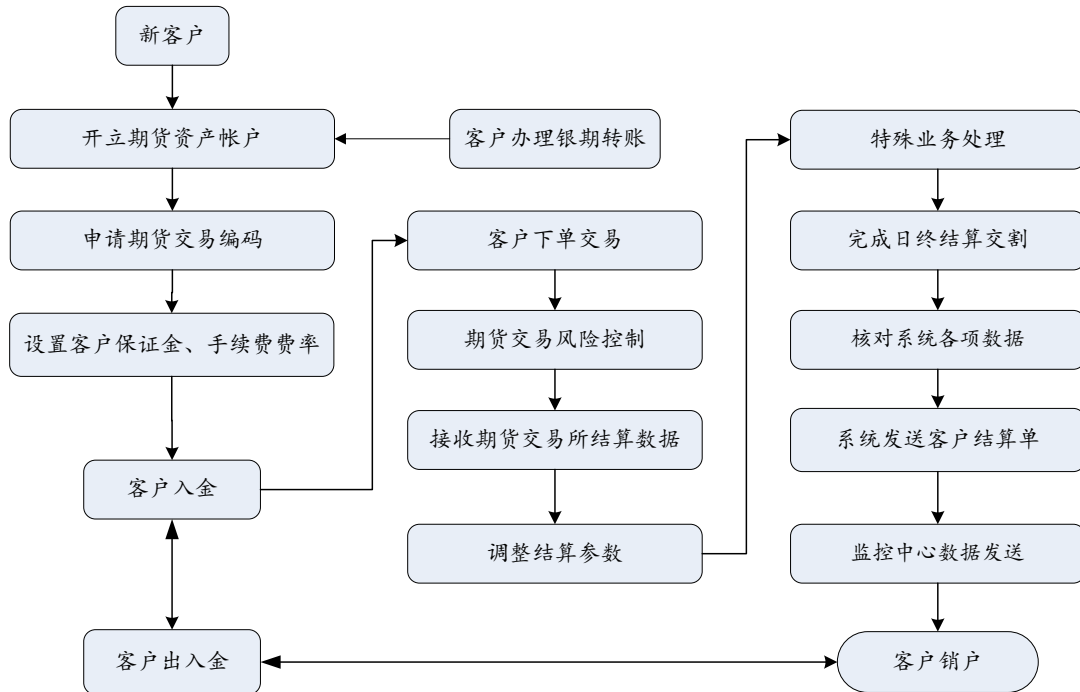 新客户
开立期货资产帐户
客户办理银期转账
申请期货交易编码
设置客户保证金、手续费费率
客户入金
客户出入金
客户下单交易
期货交易风险控制
接收期货交易所结算数据
调整结算参数
特殊业务处理
完成日终结算交割
核对系统各项数据
系统发送客户结算单
监控中心数据发送
客户销户